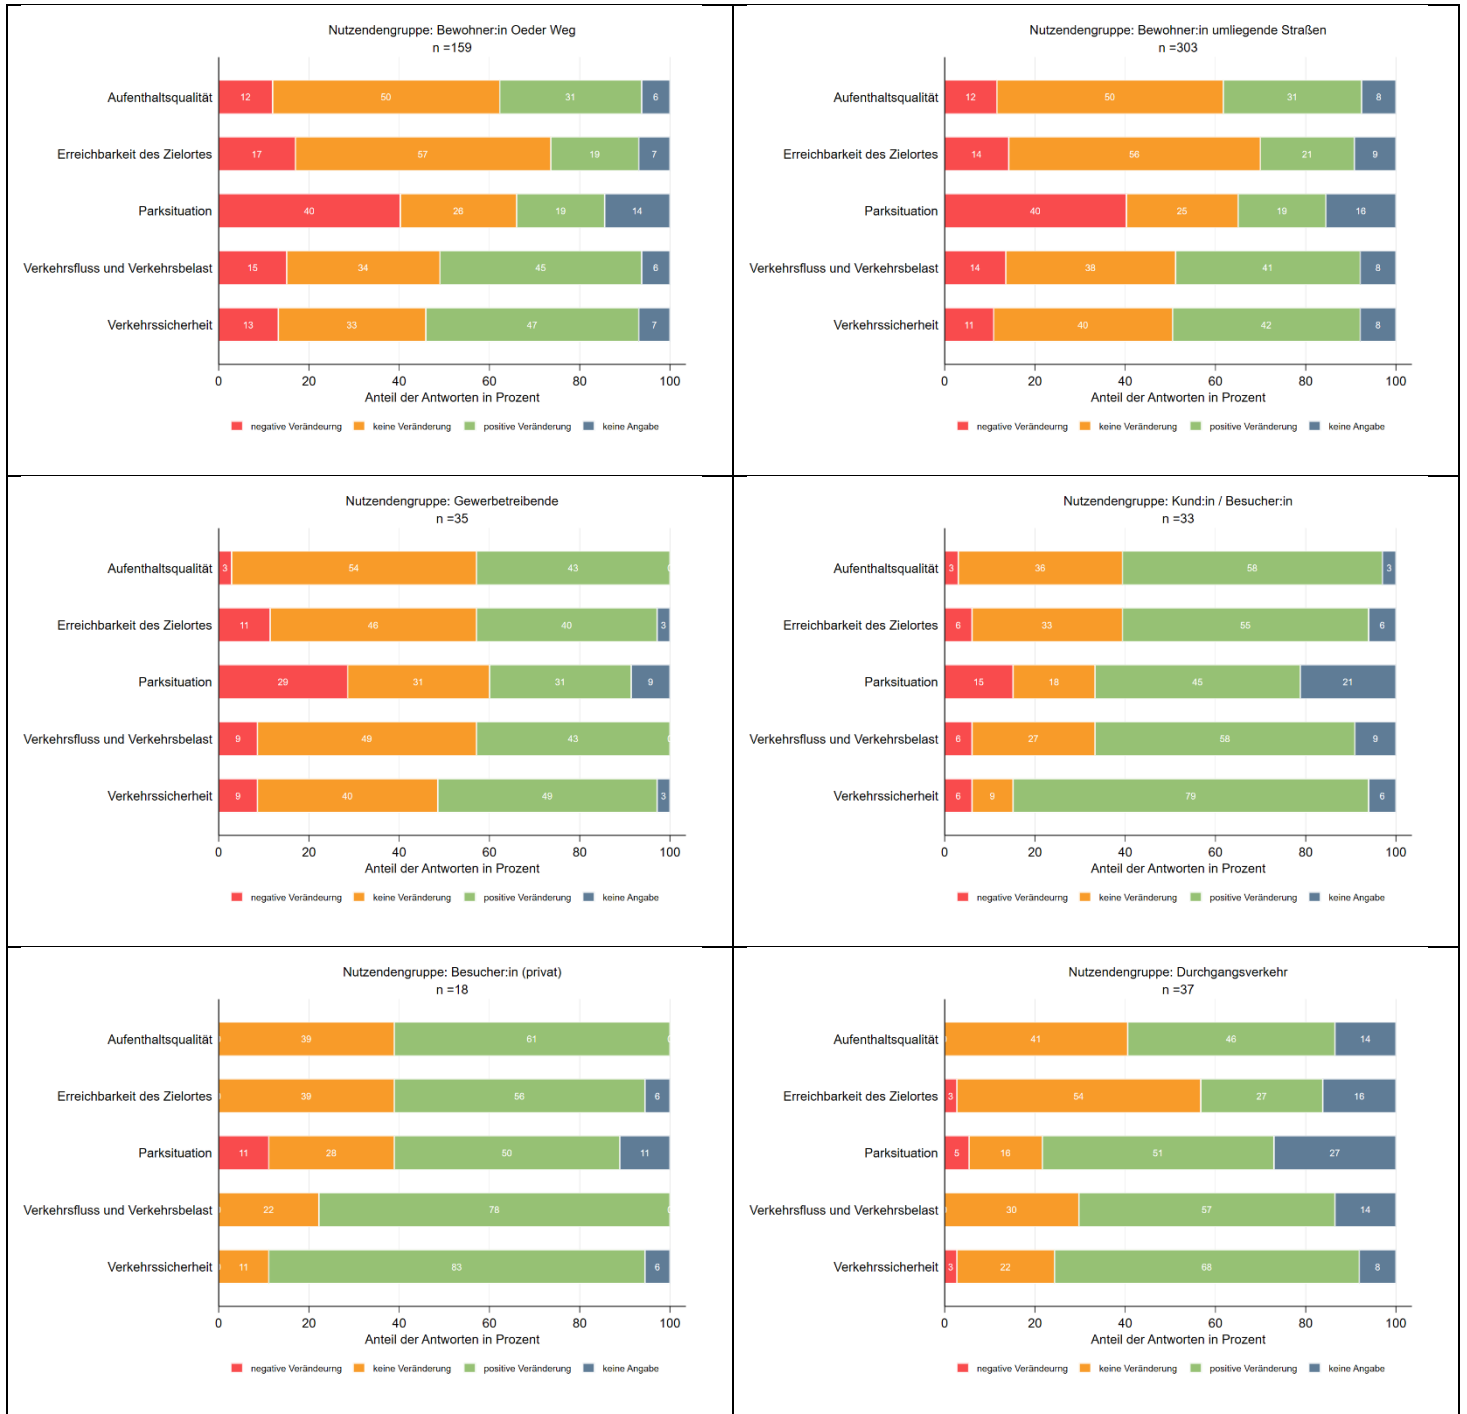 Nutzendengruppe: Bewohner:in Oeder Weg
n =159
Aufenthaltsqualität 12 50 31 6
Erreichbarkeit des Zielortes 17 57 19 7
Parksituation 40 26 19 14
Verkehrsfluss und Verkehrsbelast 15 34 45 6
Verkehrssicherheit 13 33 47 7
0 20 40 60 80 100
Anteil der Antworten in Prozent
negative Verändeurng keine Veränderung positive Veränderung keine Angabe
Nutzendengruppe: Bewohner:in umliegende Straßen
n =303
Aufenthaltsqualität 12 50 31 8
Erreichbarkeit des Zielortes 14 56 21 9
Parksituation 40 25 19 16
Verkehrsfluss und Verkehrsbelast 14 38 41 8
Verkehrssicherheit 11 40 42 8
0 20 40 60 80 100
Anteil der Antworten in Prozent
negative Verändeurng keine Veränderung positive Veränderung keine Angabe
Nutzendengruppe: Gewerbetreibende
n =35
Aufenthaltsqualität 3 54 43
Erreichbarkeit des Zielortes 11 46 40 3
Parksituation 29 31 31 9
Verkehrsfluss und Verkehrsbelast 9 49 43
Verkehrssicherheit 9 40 49 3
0 20 40 60 80 100
Anteil der Antworten in Prozent
negative Verändeurng keine Veränderung positive Veränderung keine Angabe
Nutzendengruppe: Kund:in / Besucher:in
n =33
Aufenthaltsqualität 3 36 58 3
Erreichbarkeit des Zielortes 6 33 55 6
Parksituation 15 18 45 21
Verkehrsfluss und Verkehrsbelast 6 27 58 9
Verkehrssicherheit 6 9 79 6
0 20 40 60 80 100
Anteil der Antworten in Prozent
negative Verändeurng keine Veränderung positive Veränderung keine Angabe
Nutzendengruppe: Besucher:in (privat)
n =18
Aufenthaltsqualität 39 61
Erreichbarkeit des Zielortes 39 56 6
Parksituation 11 28 50 11
Verkehrsfluss und Verkehrsbelast 22 78
Verkehrssicherheit 11 83 6
0 20 40 60 80 100
Anteil der Antworten in Prozent
negative Verändeurng keine Veränderung positive Veränderung keine Angabe
Nutzendengruppe: Durchgangsverkehr
n =37
Aufenthaltsqualität 41 46 14
Erreichbarkeit des Zielortes 3 54 27 16
Parksituation 5 16 51 27
Verkehrsfluss und Verkehrsbelast 30 57 14
Verkehrssicherheit 3 22 68 8
0 20 40 60 80 100
Anteil der Antworten in Prozent
negative Verändeurng keine Veränderung positive Veränderung keine Angabe